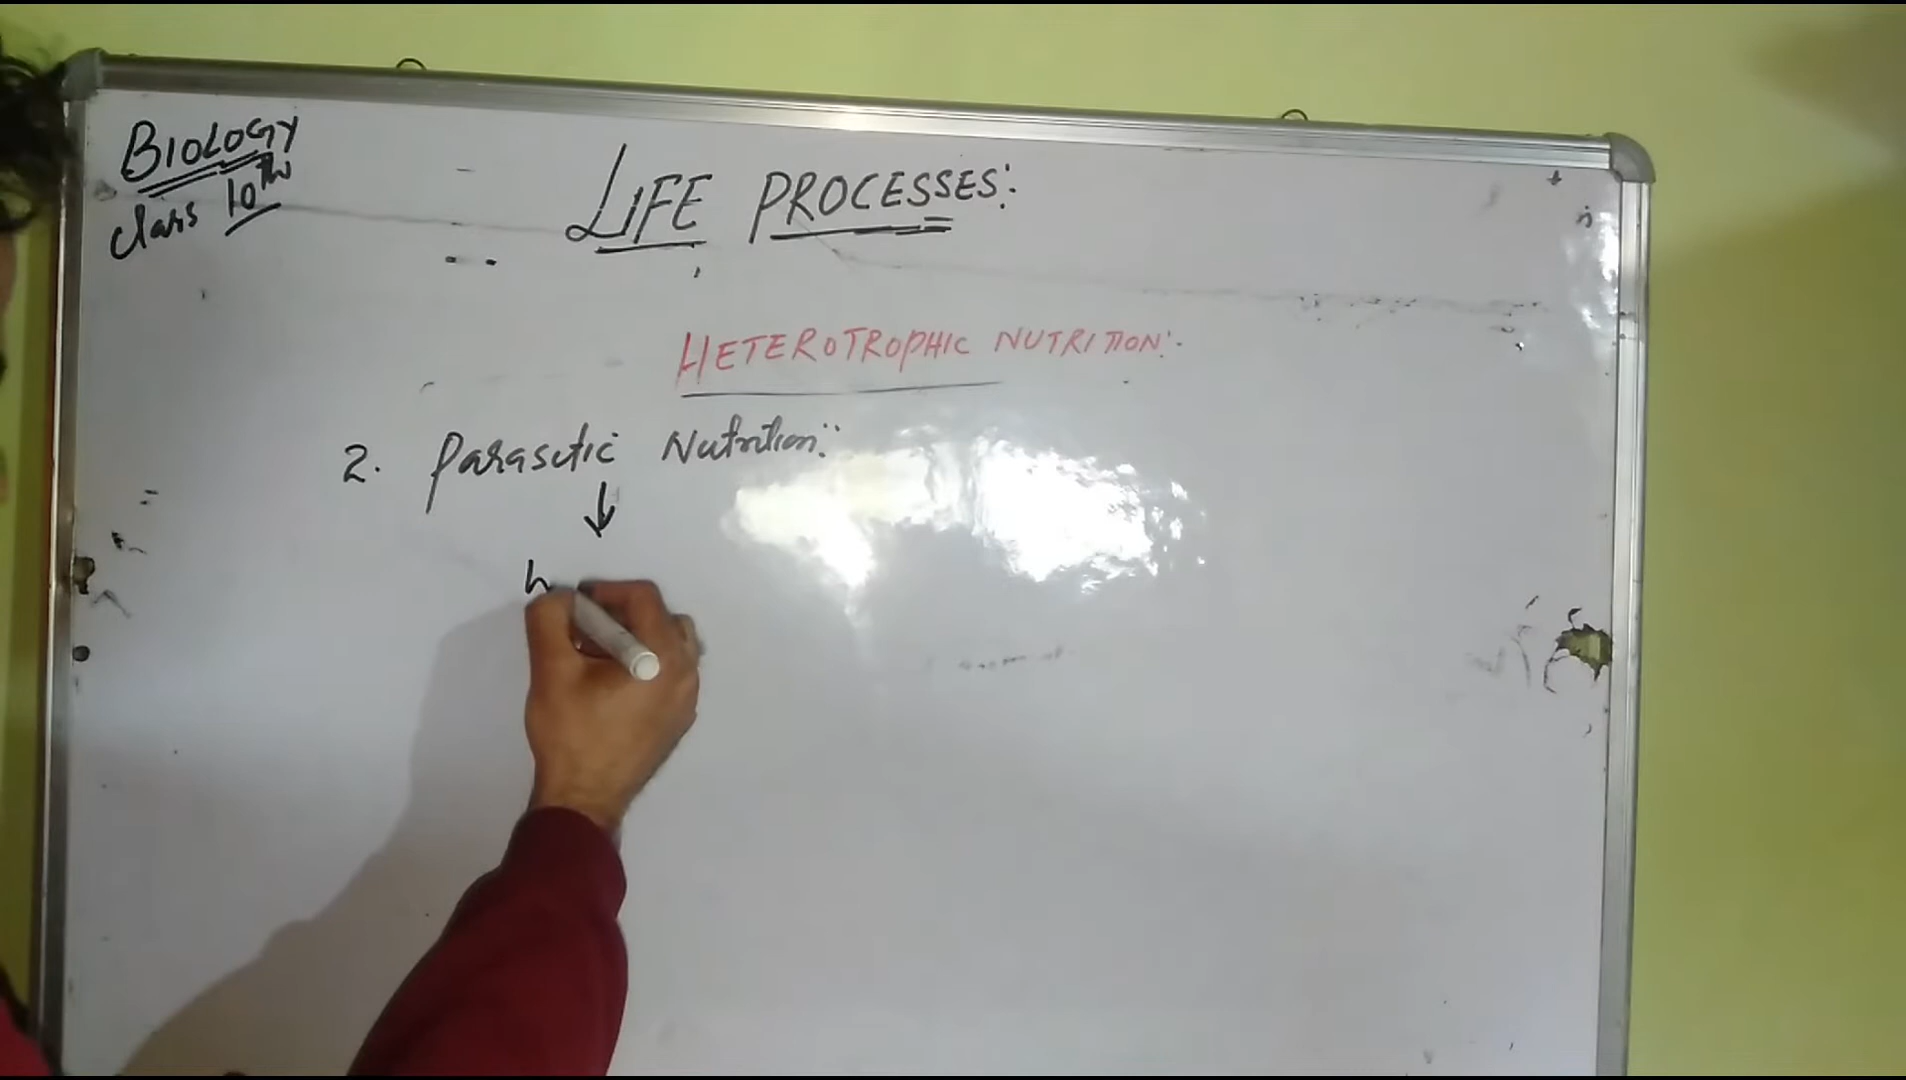 BIOLOGY
class 10th
LIFE PROCESSES:
HETEROTROPHIC NUTRITION:-
2. Parasitic Nutrition:
h